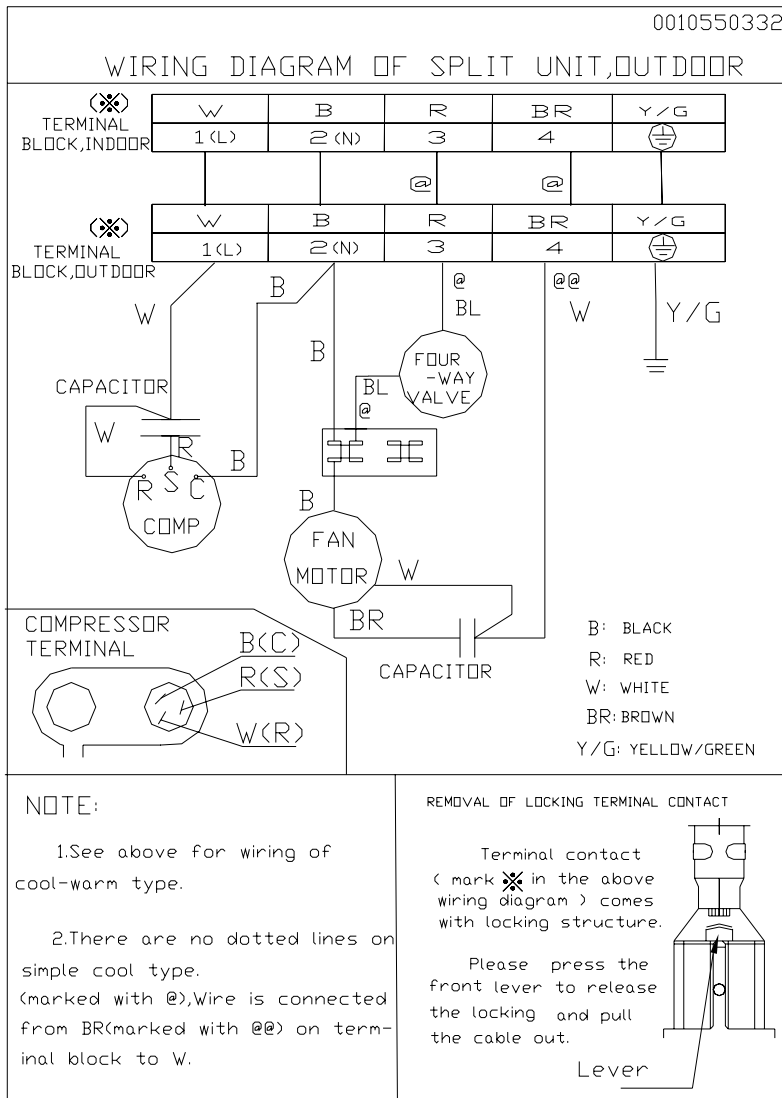 0010550332
WIRING DIAGRAM OF SPLIT UNIT,OUTDOOR
(※)
TERMINAL
BLOCK,INDOOR
W B R BR Y/G
1(L) 2(N) 3 4
@ @
(※)
TERMINAL
BLOCK,OUTDOOR
W B R BR Y/G
1(L) 2(N) 3 4
W
B
B
@
BL
@@
W
Y/G
FOUR
-WAY
VALVE
BL
@
CAPACITOR
W
R
B
R S C
COMP
B
FAN
MOTOR
W
BR
CAPACITOR
B: BLACK
R: RED
W: WHITE
BR: BROWN
Y/G: YELLOW/GREEN
COMPRESSOR
TERMINAL
B(C)
R(S)
W(R)
NOTE:
1.See above for wiring of
cool-warm type.
2.There are no dotted lines on
simple cool type.
(marked with @),Wire is connected
from BR(marked with @@) on term-
inal block to W.
REMOVAL OF LOCKING TERMINAL CONTACT
Terminal contact
( mark ※ in the above
wiring diagram ) comes
with locking structure.
Please press the
front lever to release
the locking and pull
the cable out.
Lever